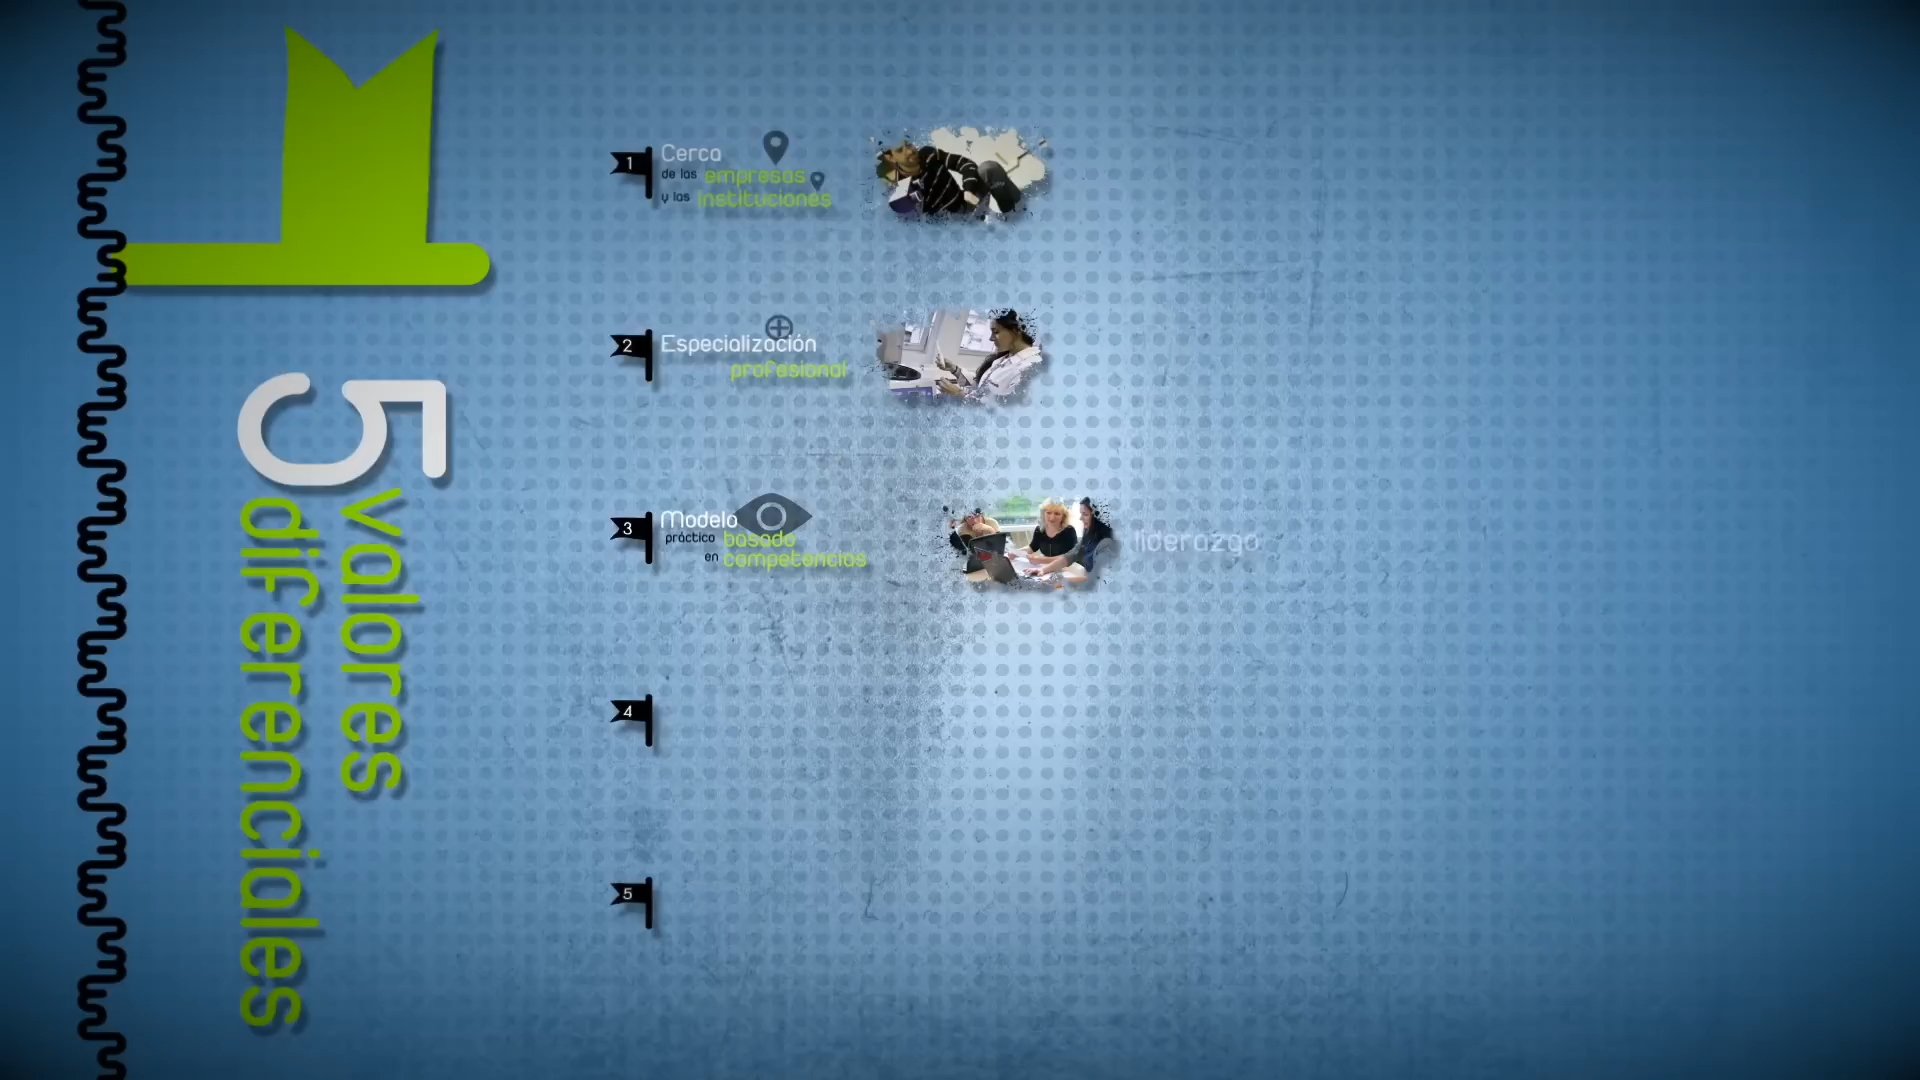 5
valores
diferenciales
1
Cerca
de las empresas
y las instituciones
2
Especialización
profesional
3
Modelo
práctico basado
en competencias
liderazgo
4
5